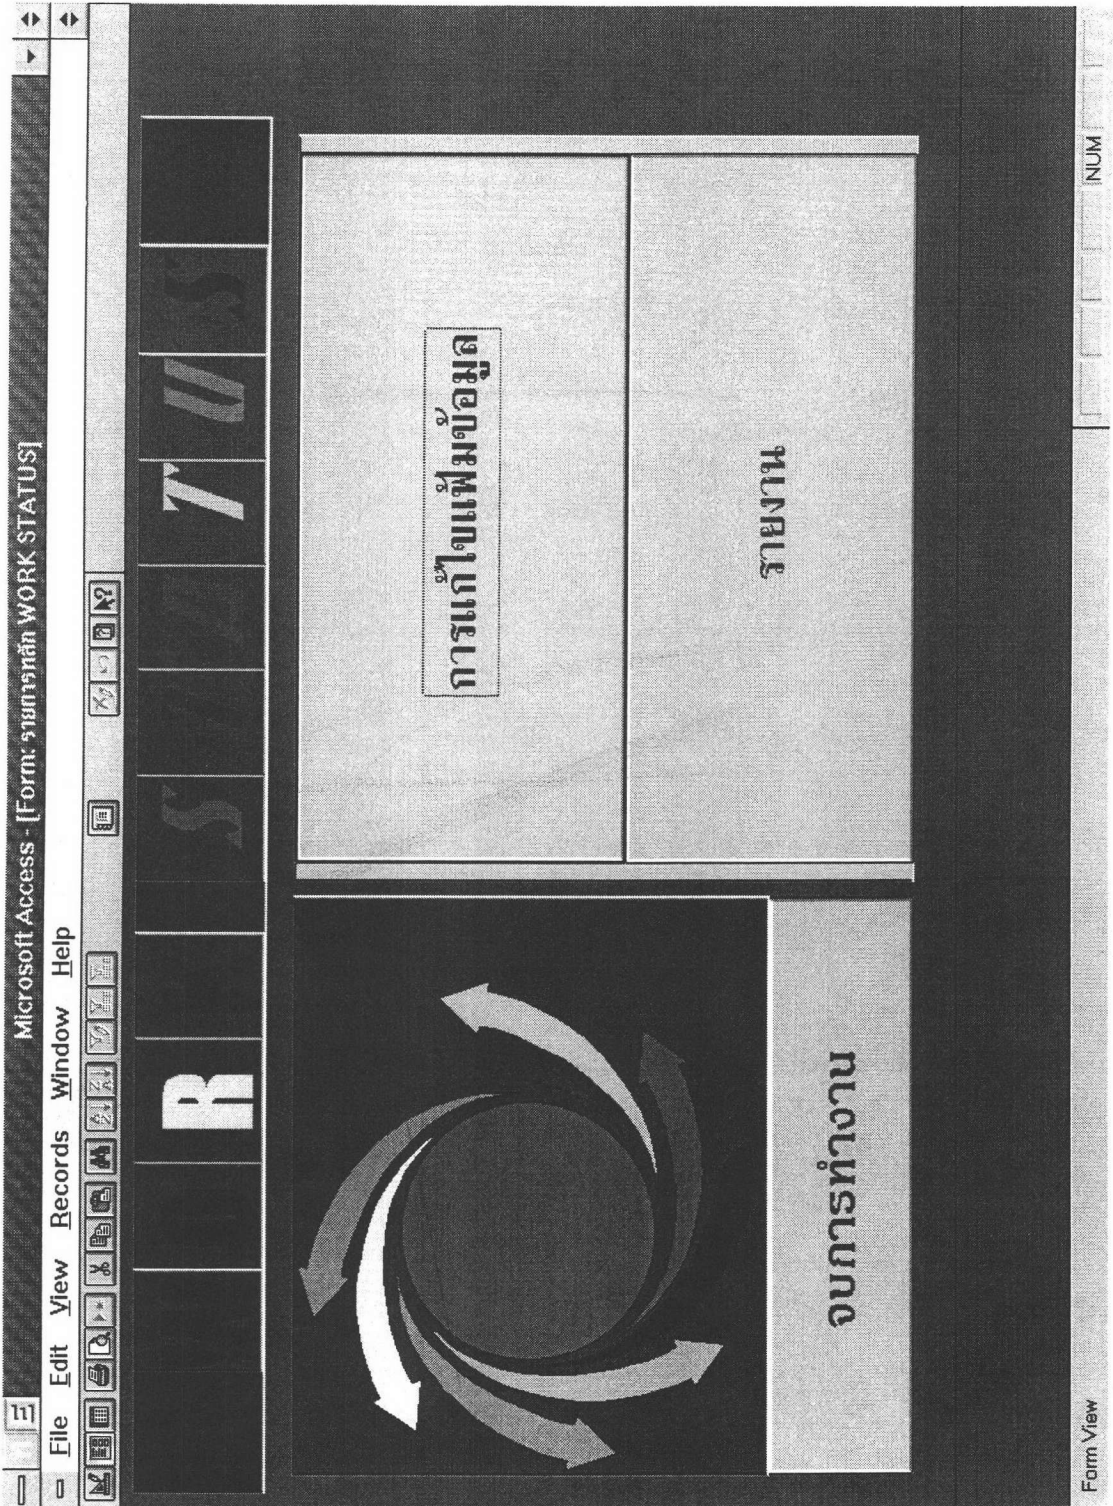 Microsoft Access - [Form: รายการหลัก WORK STATUS]
File Edit View Records Window Help
R S T U S
การแก้ไขแฟ้มข้อมูล
รายงาน
จบการทำงาน
Form View NUM